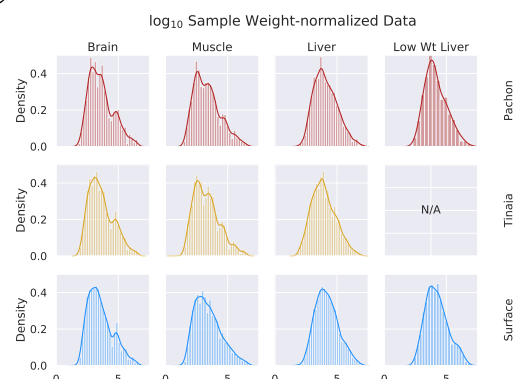 log10 Sample Weight-normalized Data
Brain Muscle Liver Low Wt Liver
Density 0.4 0.2 0.0 Pachon
Density 0.4 0.2 0.0 N/A Tinaia
Density 0.4 0.2 0.0 Surface
0 5 0 5 0 5 0 5